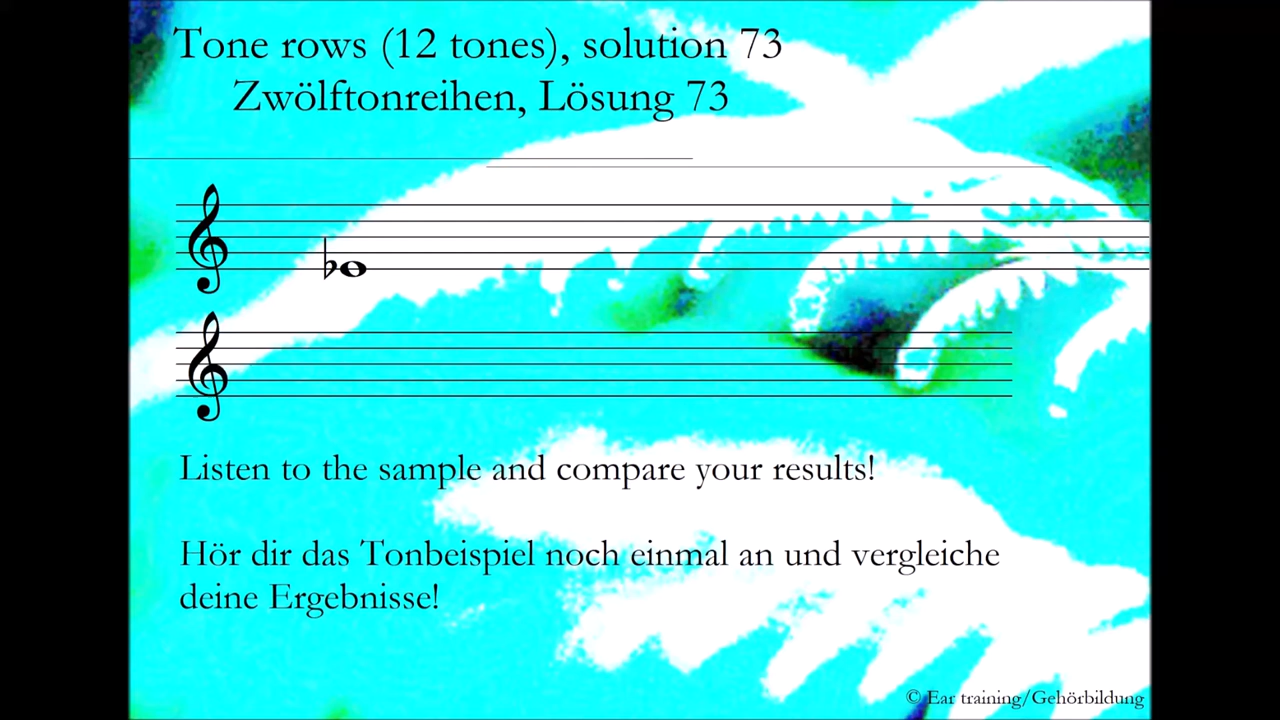 Tone rows (12 tones), solution 73
Zwölftonreihen, Lösung 73
Listen to the sample and compare your results!
Hör dir das Tonbeispiel noch einmal an und vergleiche
deine Ergebnisse!
© Ear training/Gehörbildung